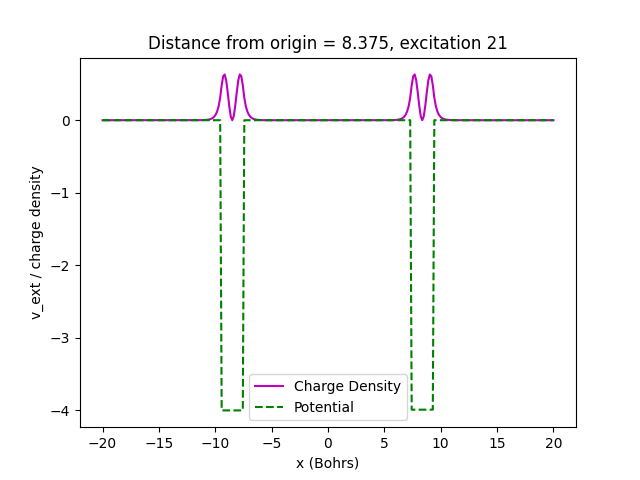 Distance from origin = 8.375, excitation 21
v_ext / charge density
0
−1
−2
−3
−4
Charge Density
Potential
−20 −15 −10 −5 0 5 10 15 20
x (Bohrs)